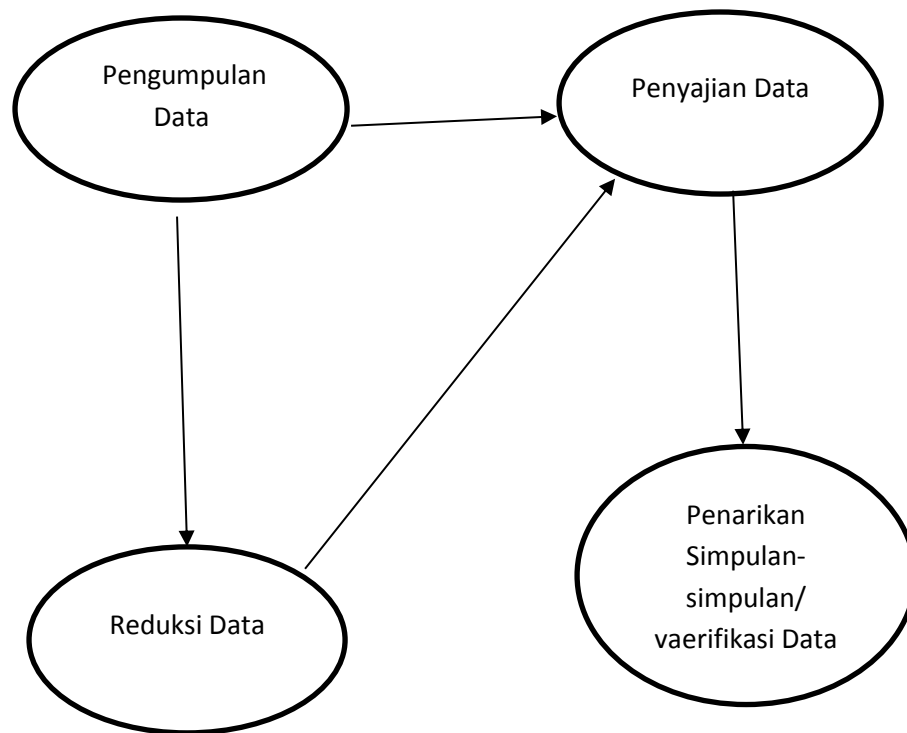 Pengumpulan
Data
Penyajian Data
Reduksi Data
Penarikan
Simpulan-
simpulan/
vaerifikasi Data